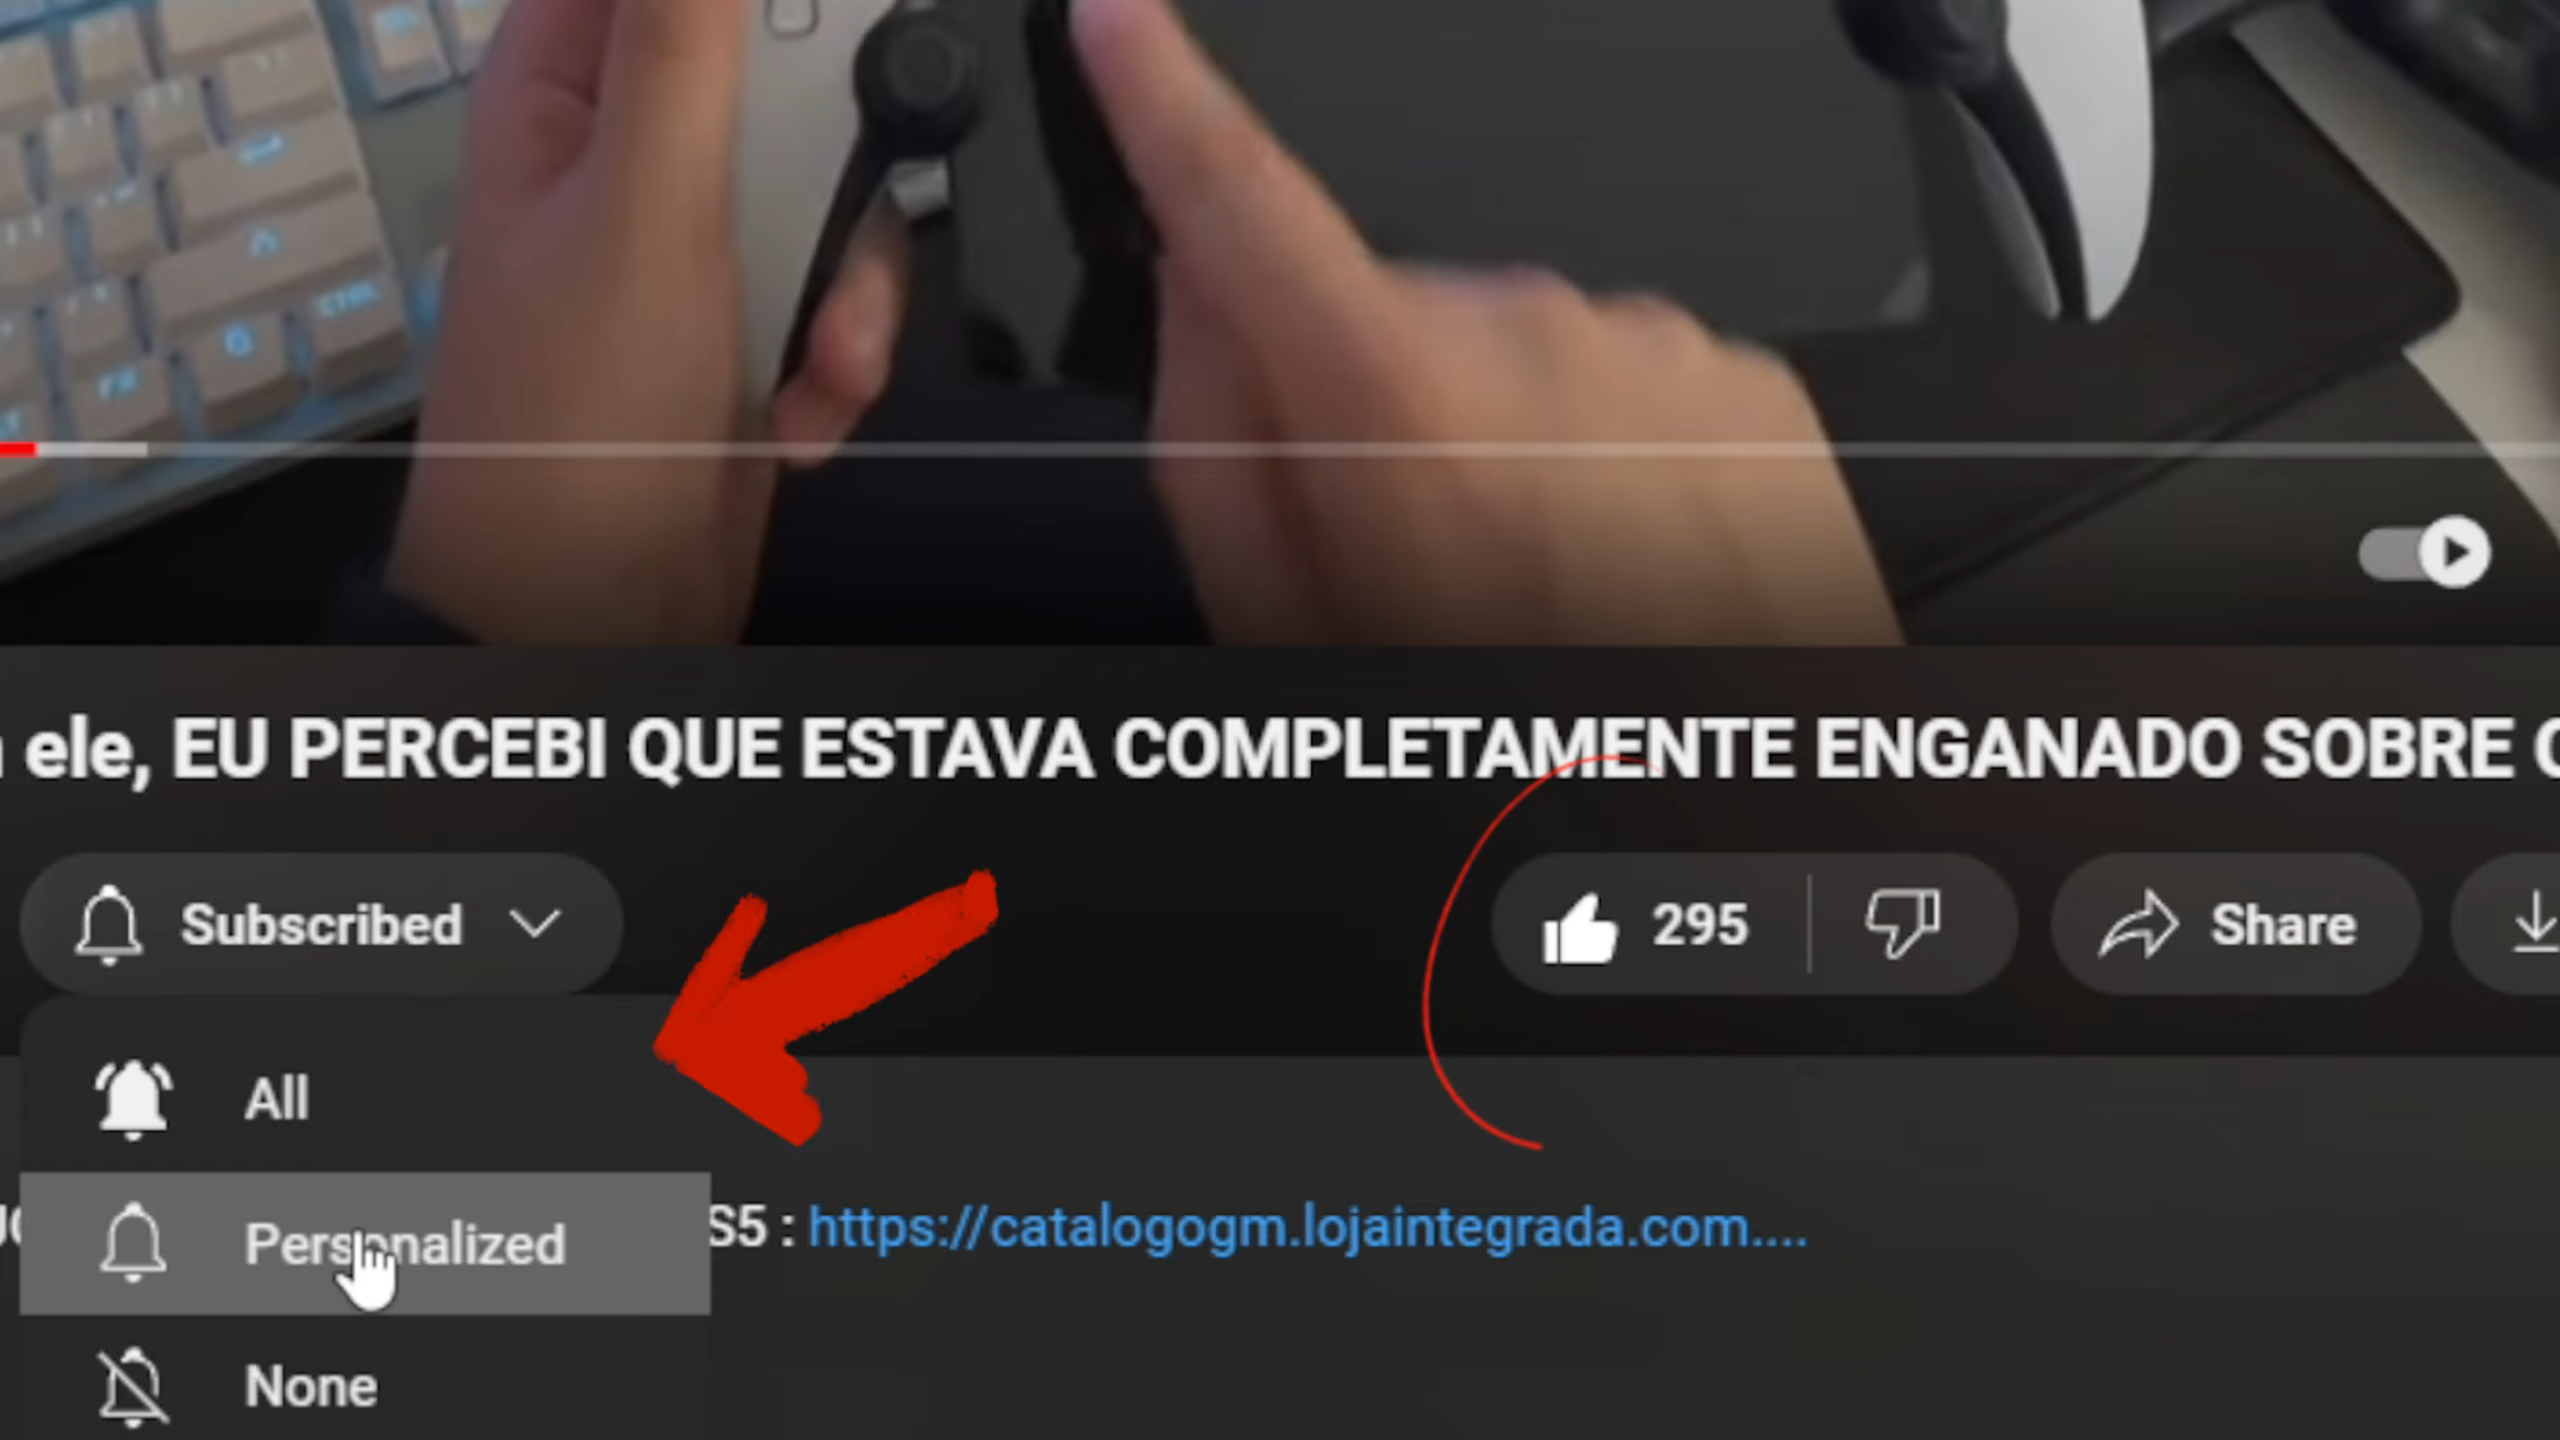 ele, EU PERCEBI QUE ESTAVA COMPLETAMENTE ENGANADO SOBRE
Subscribed
295
Share
All
S5 : https://catalogogm.lojaintegrada.com....
Personalized
None